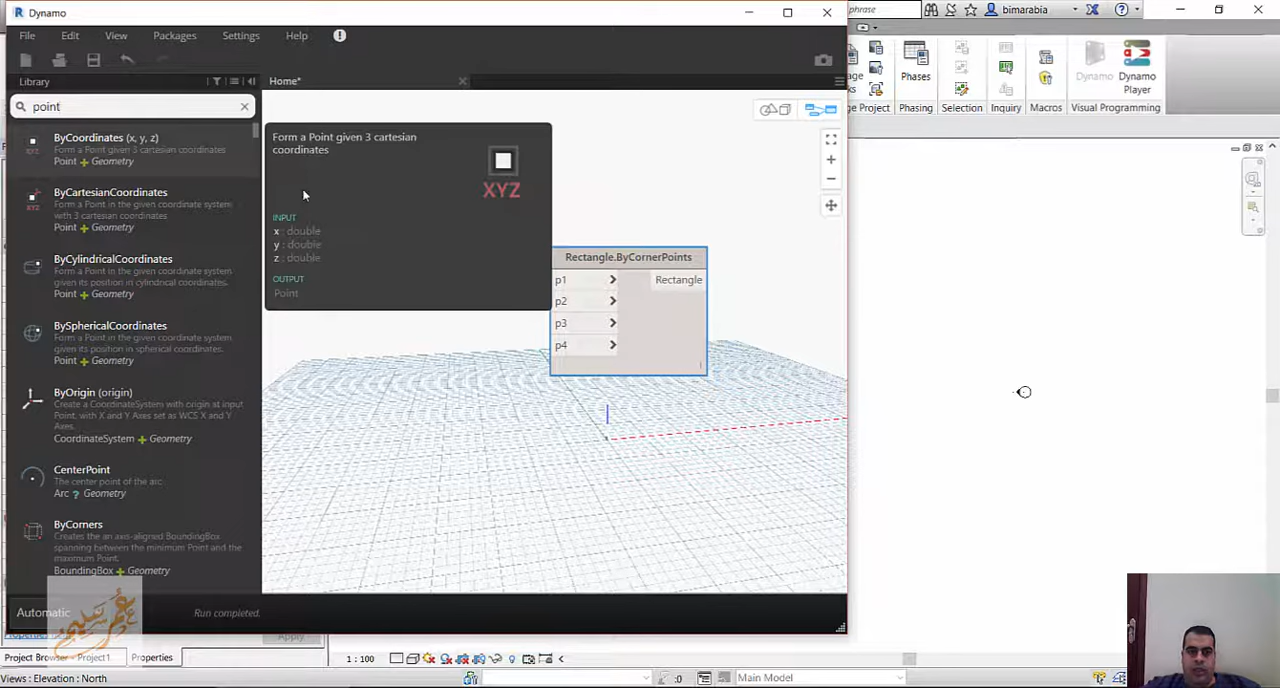 Dynamo
phrase
bimarabia
File
Edit
View
Packages
Settings
Help
Library
Home*
point
Phases
Dynamo
Dynamo
Player
Project
Phasing
Selection
Inquiry
Macros
Visual Programming
ByCoordinates (x, y, z)
Form a Point given 3 cartesian
coordinates
Point + Geometry
ByCartesianCoordinates
Form a Point in the given coordinate system
with 3 cartesian coordinates
Point + Geometry
ByCylindricalCoordinates
Form a Point in the given coordinate system
given its position in cylindrical coordinates.
Point + Geometry
BySphericalCoordinates
Form a Point in the given coordinate system
given its position in spherical coordinates.
Point + Geometry
ByOrigin (origin)
Create a CoordinateSystem with origin at input
Point, with X and Y Axes set as WCS X and Y
Axes.
CoordinateSystem + Geometry
CenterPoint
The center point of the arc
Arc ? Geometry
ByCorners
Creates the an axis-aligned BoundingBox
spanning between the minimum Point and the
maximum Point.
BoundingBox + Geometry
Form a Point given 3 cartesian
coordinates
XYZ
INPUT
x : double
y : double
z : double
OUTPUT
Point
Rectangle.ByCornerPoints
p1 > Rectangle
p2 >
p3 >
p4 >
Automatic
Run completed.
Apply
Project Browser - Project1
Properties
1 : 100
Views : Elevation : North
:0
Main Model